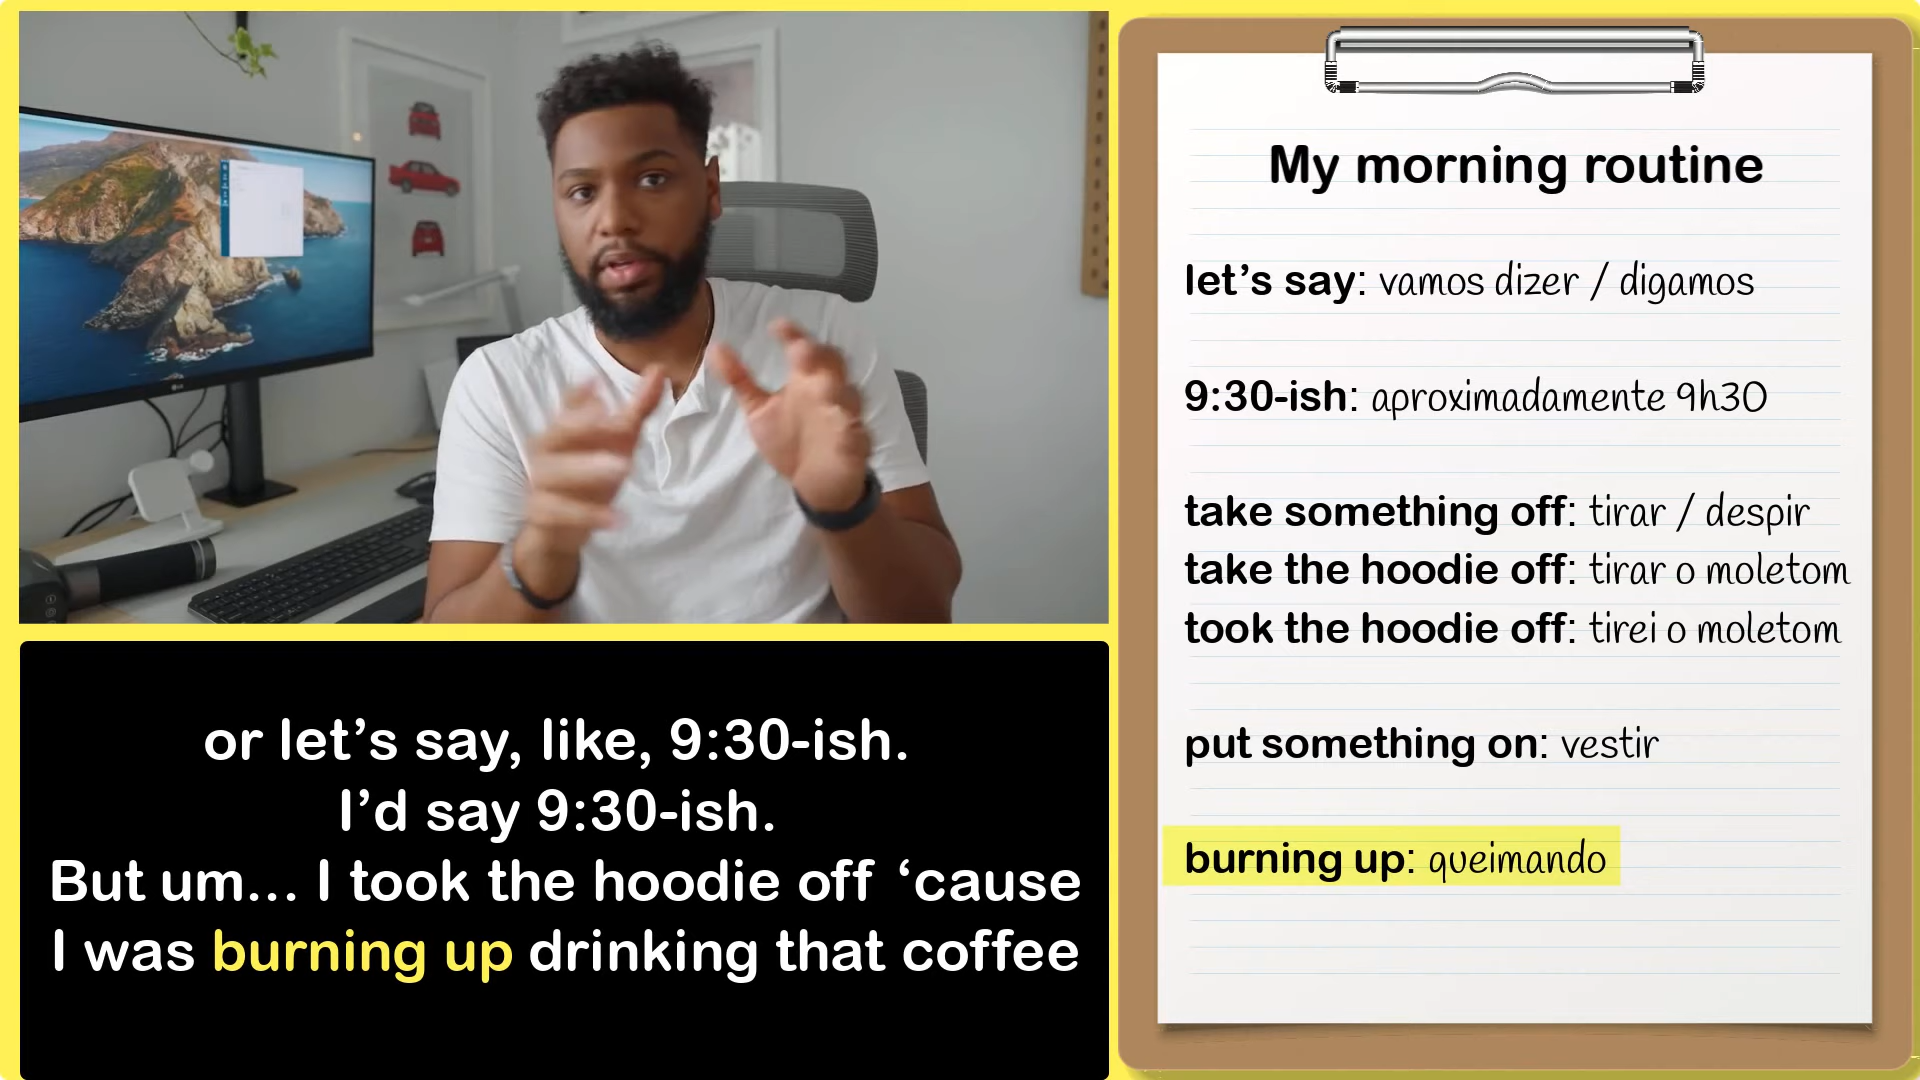 or let’s say, like, 9:30-ish.
I’d say 9:30-ish.
But um... I took the hoodie off ‘cause
I was burning up drinking that coffee
My morning routine
let’s say: vamos dizer / digamos
9:30-ish: aproximadamente 9h30
take something off: tirar / despir
take the hoodie off: tirar o moletom
took the hoodie off: tirei o moletom
put something on: vestir
burning up: queimando